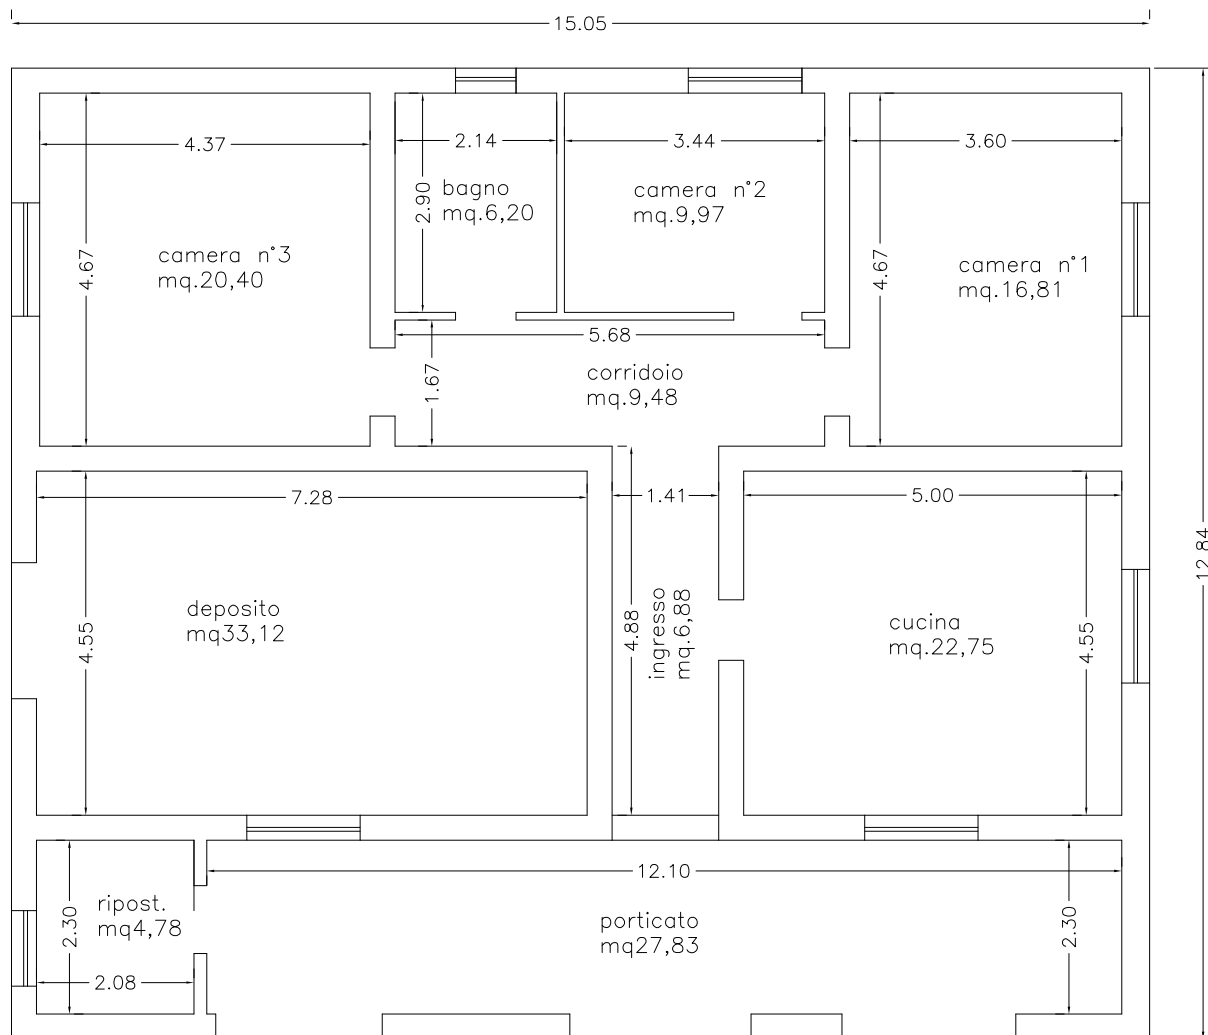 15.05
4.37
2.14
3.44
3.60
2.90
bagno
mq.6,20
camera n°2
mq.9,97
4.67
camera n°3
mq.20,40
4.67
camera n°1
mq.16,81
5.68
1.67
corridoio
mq.9,48
7.28
1.41
5.00
12.84
deposito
mq33,12
4.55
4.88
ingresso
mq.6,88
cucina
mq.22,75
4.55
12.10
ripost.
mq4,78
2.30
2.08
porticato
mq27,83
2.30